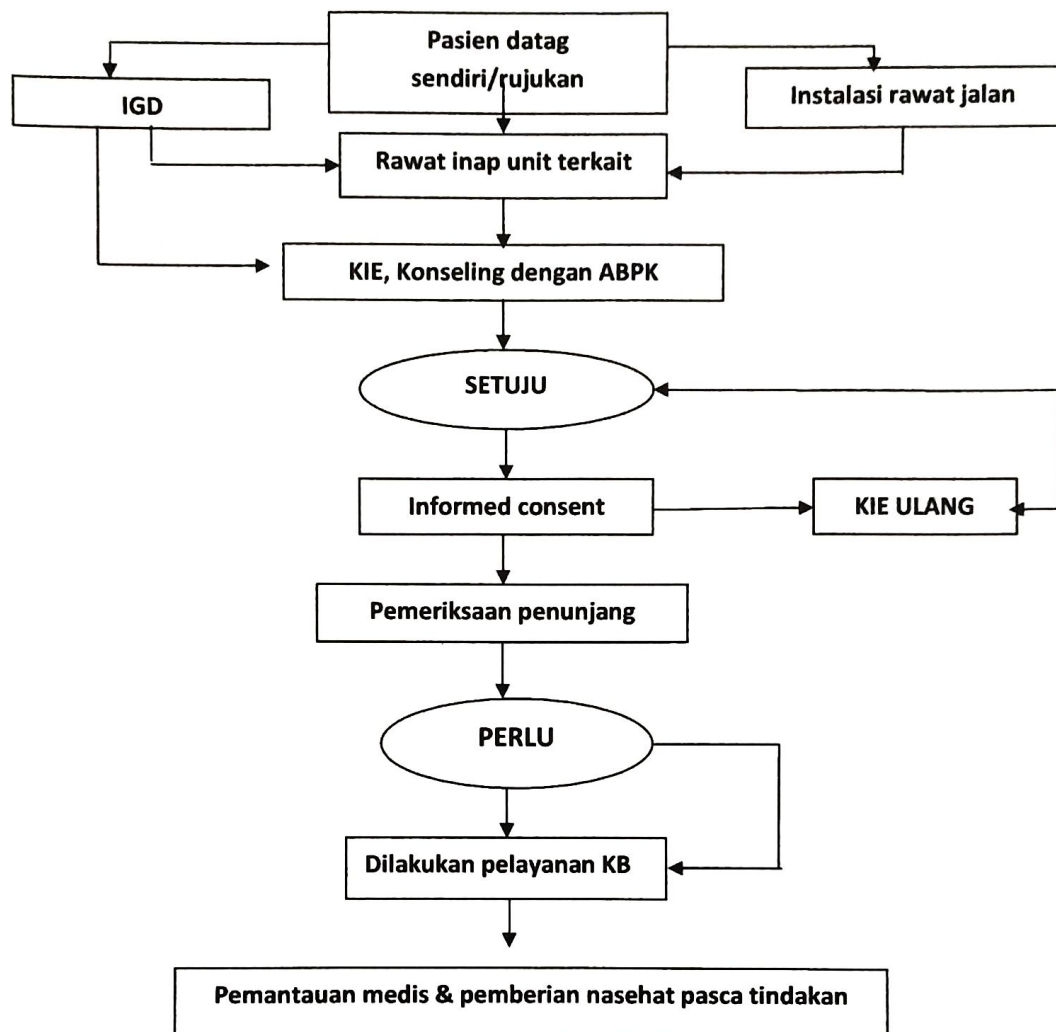 Pasien datag
sendiri/rujukan
IGD
Instalasi rawat jalan
Rawat inap unit terkait
KIE, Konseling dengan ABPK
SETUJU
Informed consent
KIE ULANG
Pemeriksaan penunjang
PERLU
Dilakukan pelayanan KB
Pemantauan medis & pemberian nasehat pasca tindakan